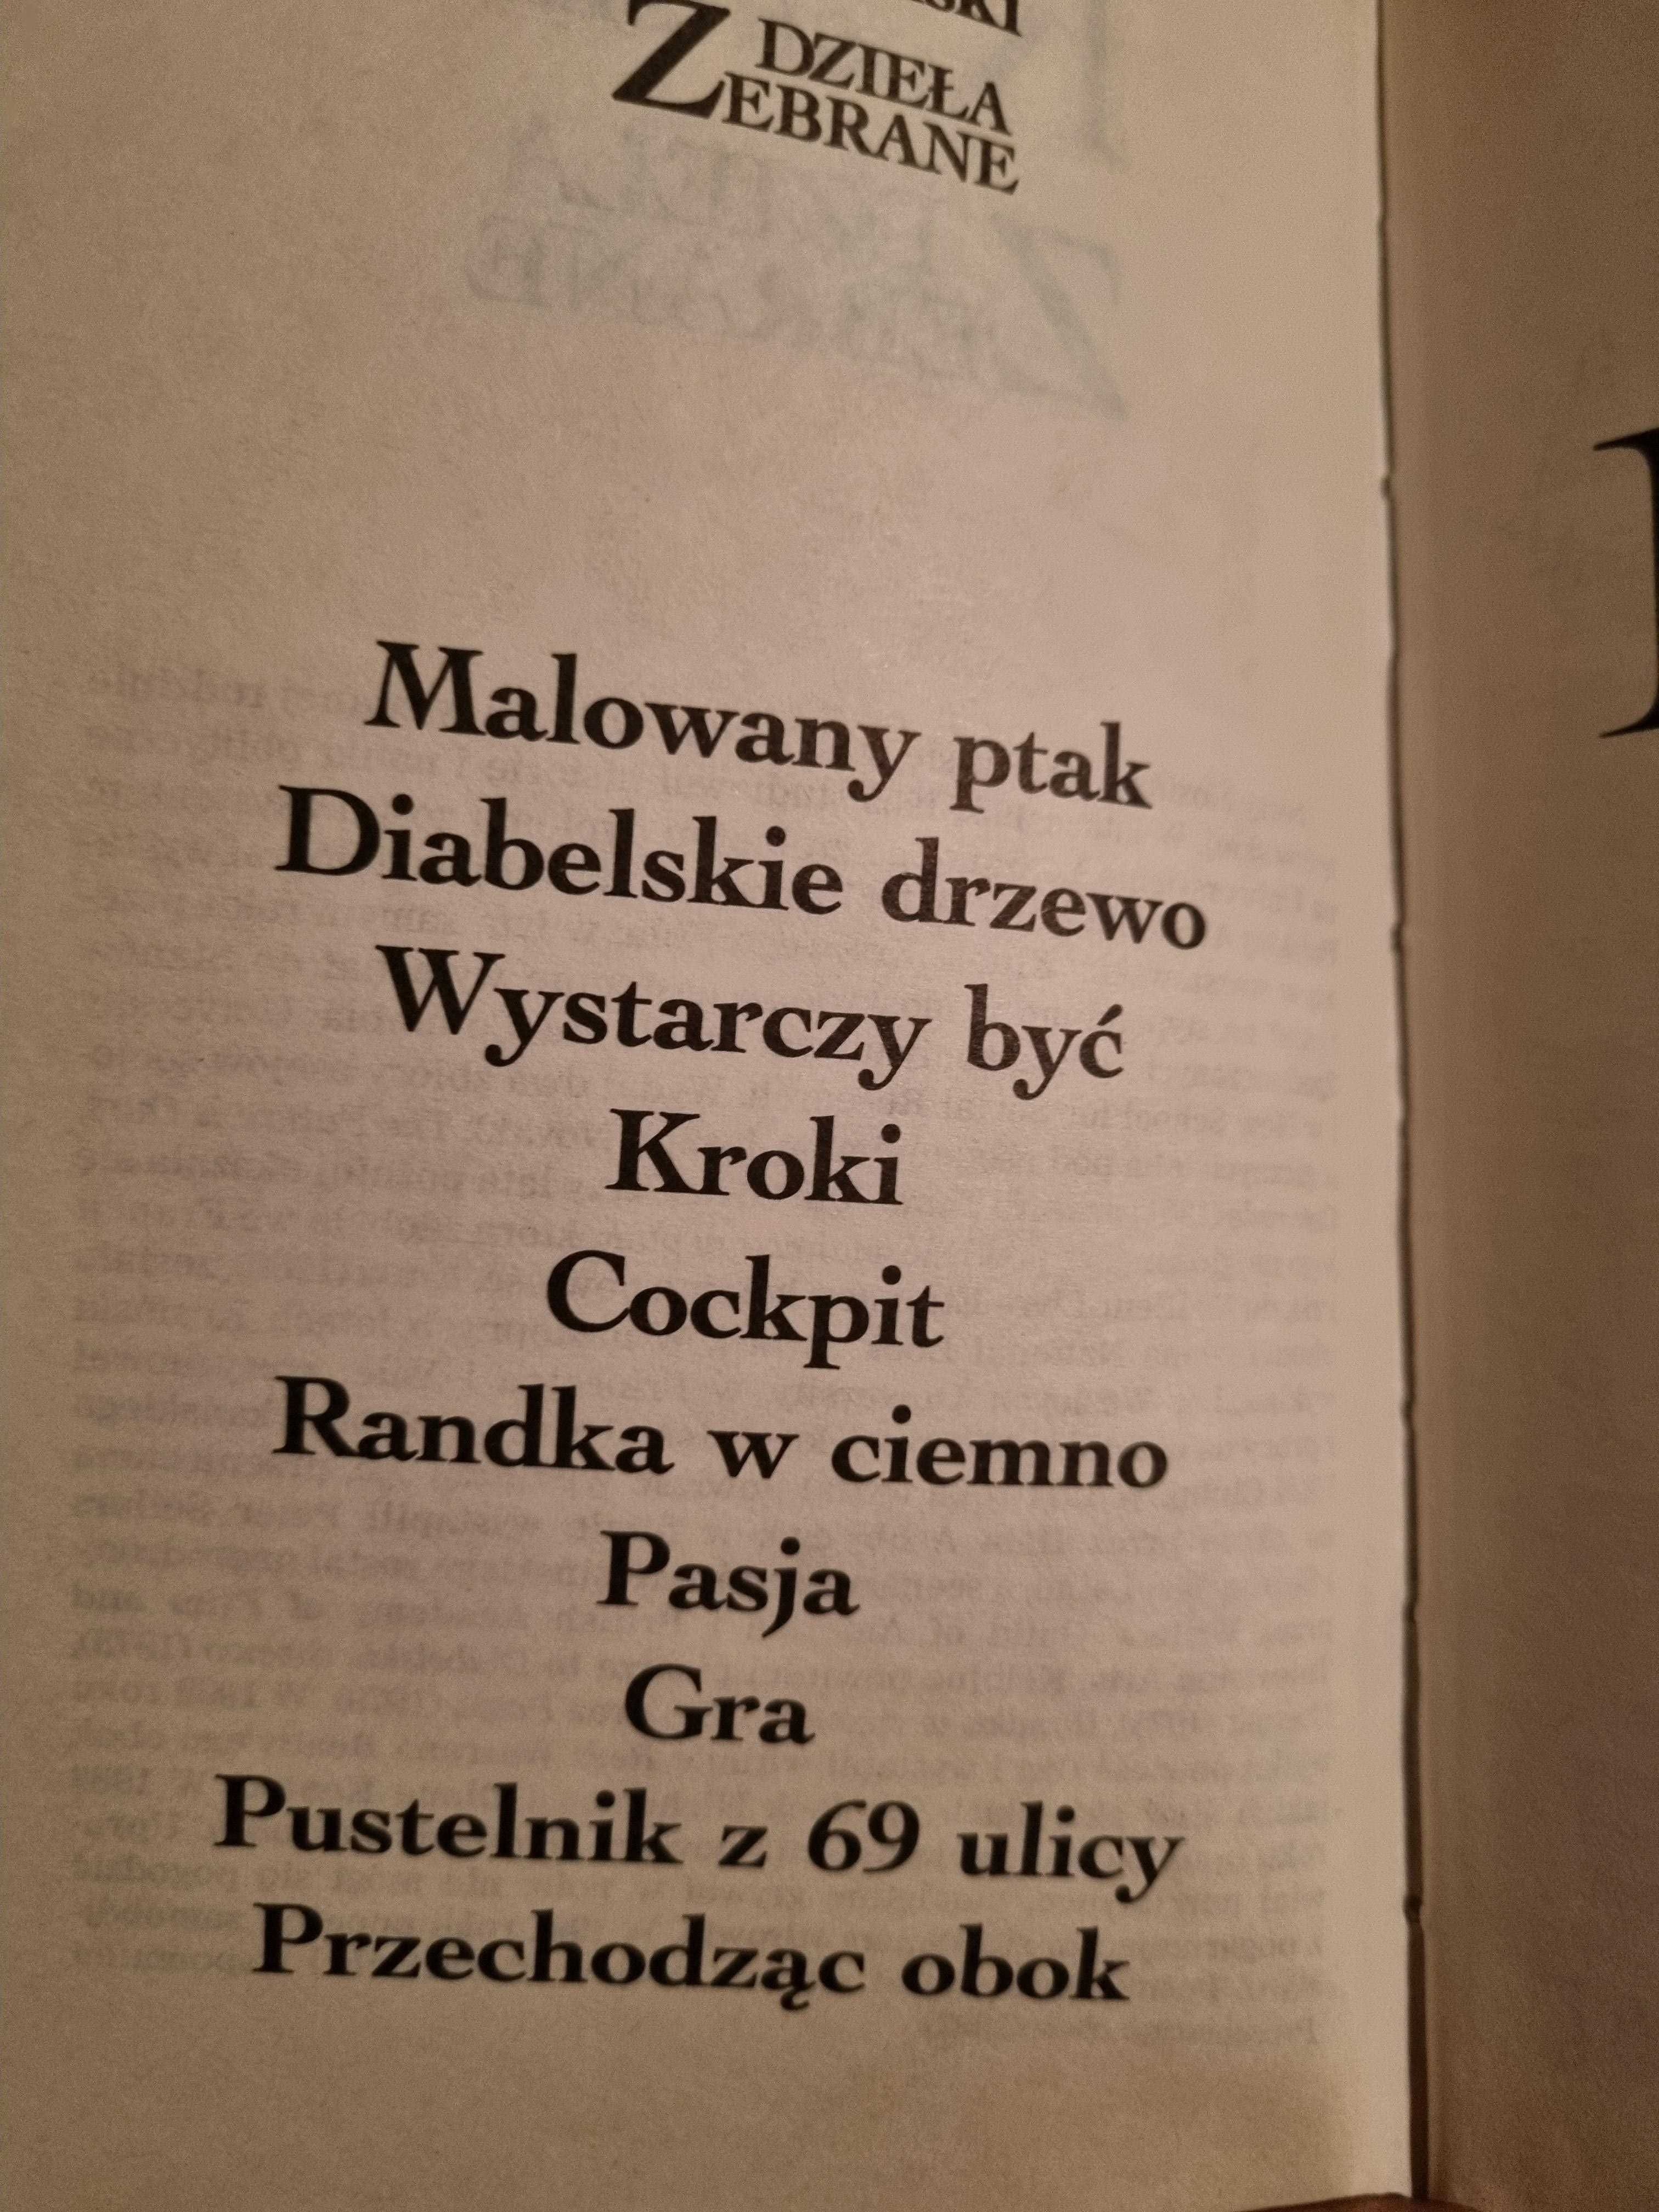 DZIEŁA
ZEBRANE
Malowany ptak
Diabelskie drzewo
Wystarczy być
Kroki
Cockpit
Randka w ciemno
Pasja
Gra
Pustelnik z 69 ulicy
Przechodząc obok